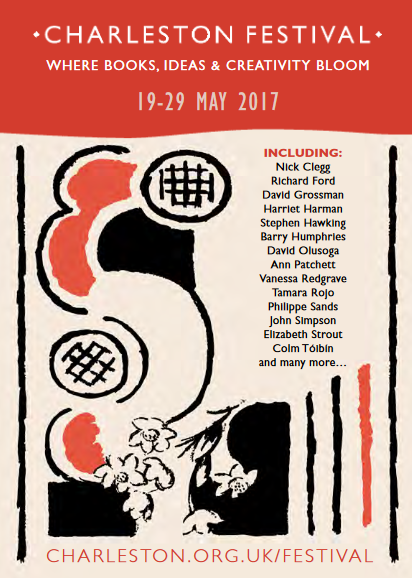 CHARLESTON FESTIVAL
WHERE BOOKS, IDEAS & CREATIVITY BLOOM
19-29 MAY 2017
INCLUDING:
Nick Clegg
Richard Ford
David Grossman
Harriet Harman
Stephen Hawking
Barry Humphries
David Olusoga
Ann Patchett
Vanessa Redgrave
Tamara Rojo
Philippe Sands
John Simpson
Elizabeth Strout
Colm Tóibín
and many more…
CHARLESTON.ORG.UK/FESTIVAL